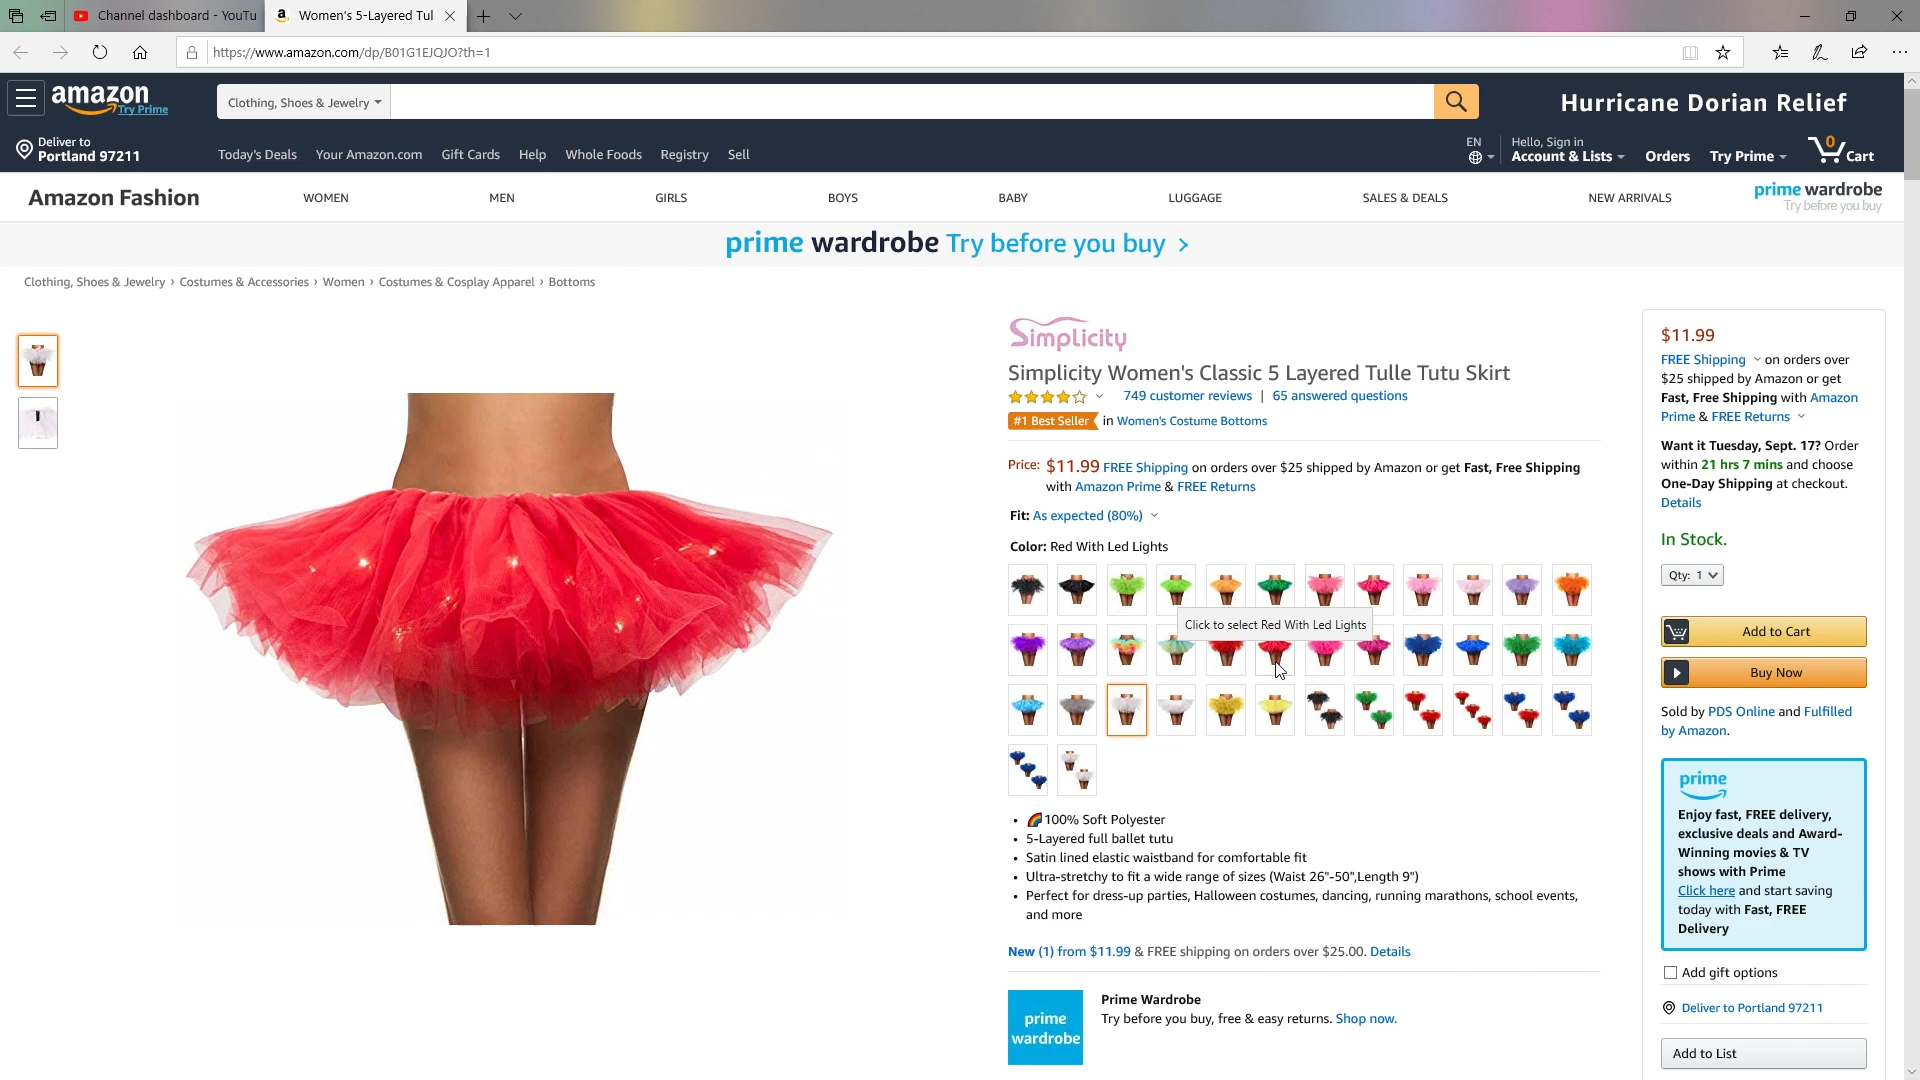 Channel dashboard - YouTu
Women's 5-Layered Tul
https://www.amazon.com/dp/B01G1EJQJO?th=1
amazon
Try Prime
Clothing, Shoes & Jewelry
Hurricane Dorian Relief
Deliver to
Portland 97211
Today's Deals Your Amazon.com Gift Cards Help Whole Foods Registry Sell
EN
Hello, Sign in
Account & Lists
Orders
Try Prime
0
Cart
Amazon Fashion
WOMEN MEN GIRLS BOYS BABY LUGGAGE SALES & DEALS NEW ARRIVALS
prime wardrobe
Try before you buy
prime wardrobe Try before you buy ›
Clothing, Shoes & Jewelry › Costumes & Accessories › Women › Costumes & Cosplay Apparel › Bottoms
Simplicity
Simplicity Women's Classic 5 Layered Tulle Tutu Skirt
749 customer reviews | 65 answered questions
#1 Best Seller in Women's Costume Bottoms
Price: $11.99 FREE Shipping on orders over $25 shipped by Amazon or get Fast, Free Shipping
with Amazon Prime & FREE Returns
Fit: As expected (80%)
Color: Red With Led Lights
Click to select Red With Led Lights
• 🌈100% Soft Polyester
• 5-Layered full ballet tutu
• Satin lined elastic waistband for comfortable fit
• Ultra-stretchy to fit a wide range of sizes (Waist 26"-50",Length 9")
• Perfect for dress-up parties, Halloween costumes, dancing, running marathons, school events,
and more
New (1) from $11.99 & FREE shipping on orders over $25.00. Details
prime
wardrobe
Prime Wardrobe
Try before you buy, free & easy returns. Shop now.
$11.99
FREE Shipping on orders over
$25 shipped by Amazon or get
Fast, Free Shipping with Amazon
Prime & FREE Returns
Want it Tuesday, Sept. 17? Order
within 21 hrs 7 mins and choose
One-Day Shipping at checkout.
Details
In Stock.
Qty: 1
Add to Cart
Buy Now
Sold by PDS Online and Fulfilled
by Amazon.
prime
Enjoy fast, FREE delivery,
exclusive deals and Award-
Winning movies & TV
shows with Prime
Click here and start saving
today with Fast, FREE
Delivery
Add gift options
Deliver to Portland 97211
Add to List